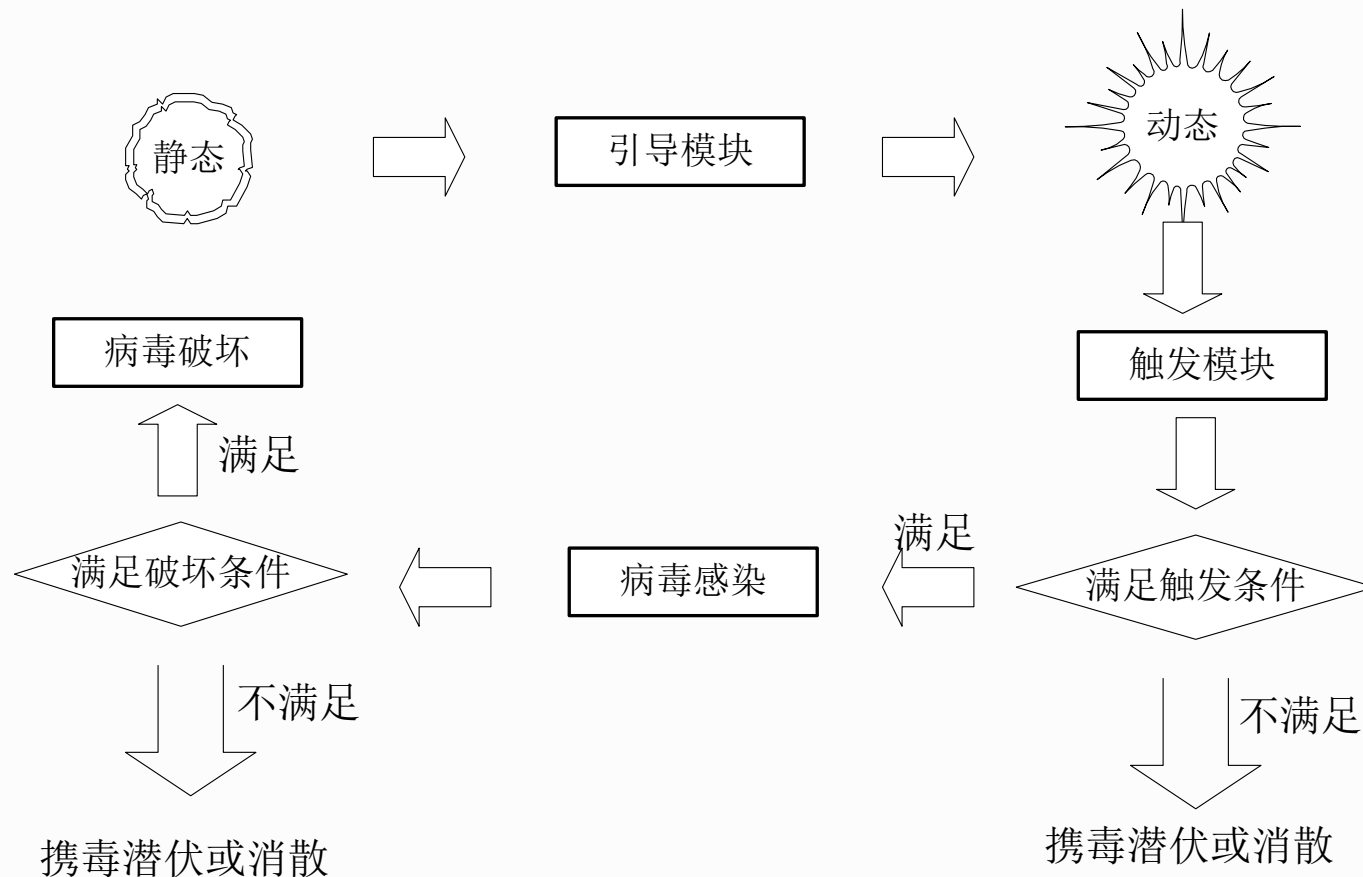 静态
引导模块
动态
病毒破坏
触发模块
满足
满足
满足破坏条件
病毒感染
满足触发条件
不满足
不满足
携毒潜伏或消散
携毒潜伏或消散